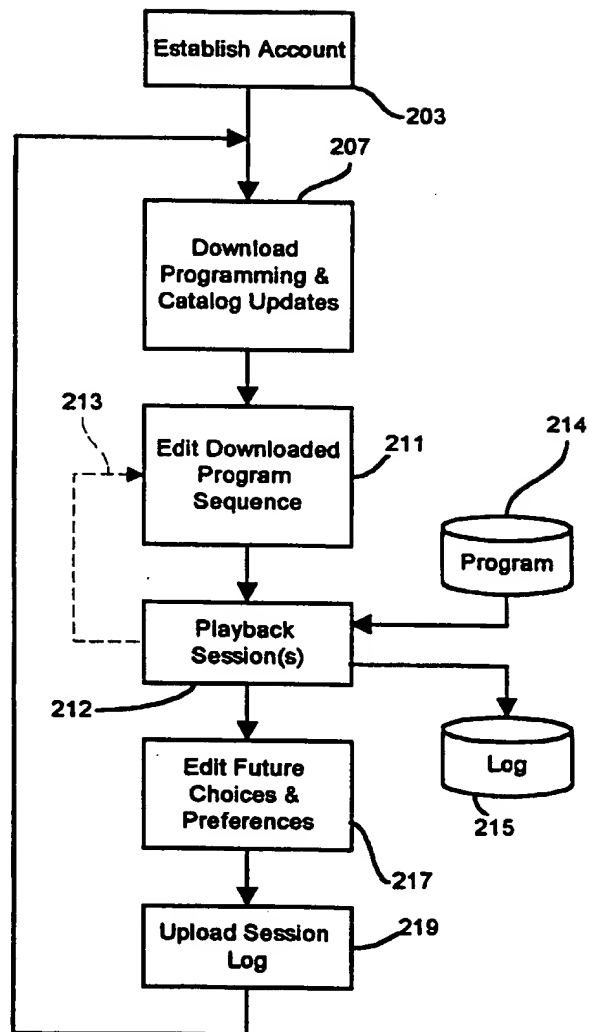 Establish Account
203
207
Download
Programming &
Catalog Updates
213
Edit Downloaded
Program
Sequence
211
214
Program
Playback
Session(s)
212
Log
215
Edit Future
Choices &
Preferences
217
Upload Session
Log
219